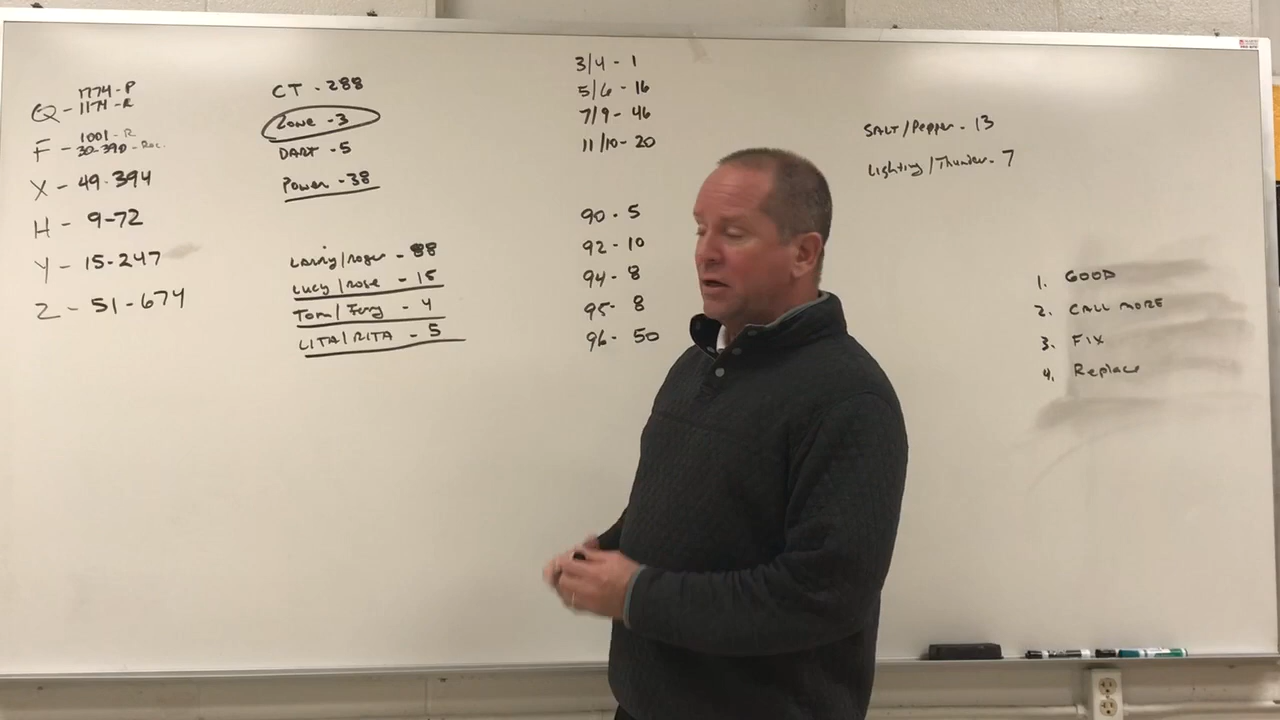 1774-P
Q - 1174-R
1001-R
F - 30-390-Rec.
X - 49-394
H - 9-72
Y - 15-247
Z - 51-674
CT - 288
Zone - 3
DART - 5
Power - 38
Larry/Roger - 88
Lucy/Rose - 15
Tom/Ferry - 4
LITA/RITA - 5
3/4 - 1
5/6 - 16
7/9 - 46
11/10 - 20
90 - 5
92 - 10
94 - 8
95 - 8
96 - 50
SALT/Pepper - 13
Lighting/Thunder - 7
1. GOOD
2. CALL MORE
3. FIX
4. Replace